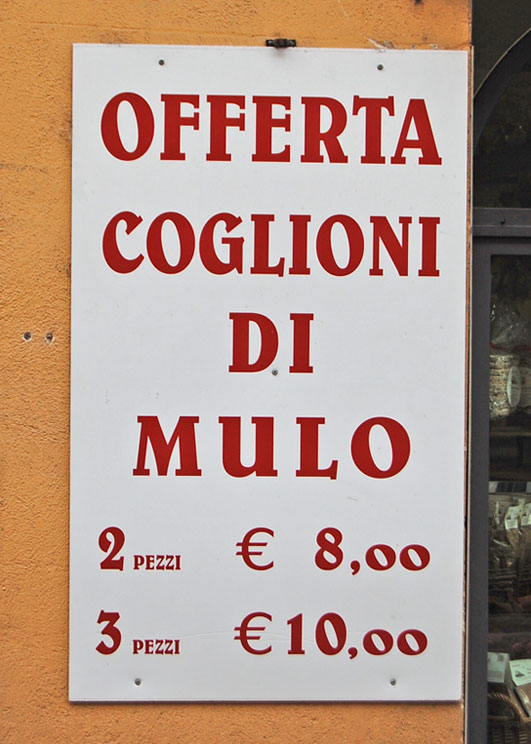 OFFERTA
COGLIONI
DI
MULO
2 PEZZI € 8,00
3 PEZZI € 10,00